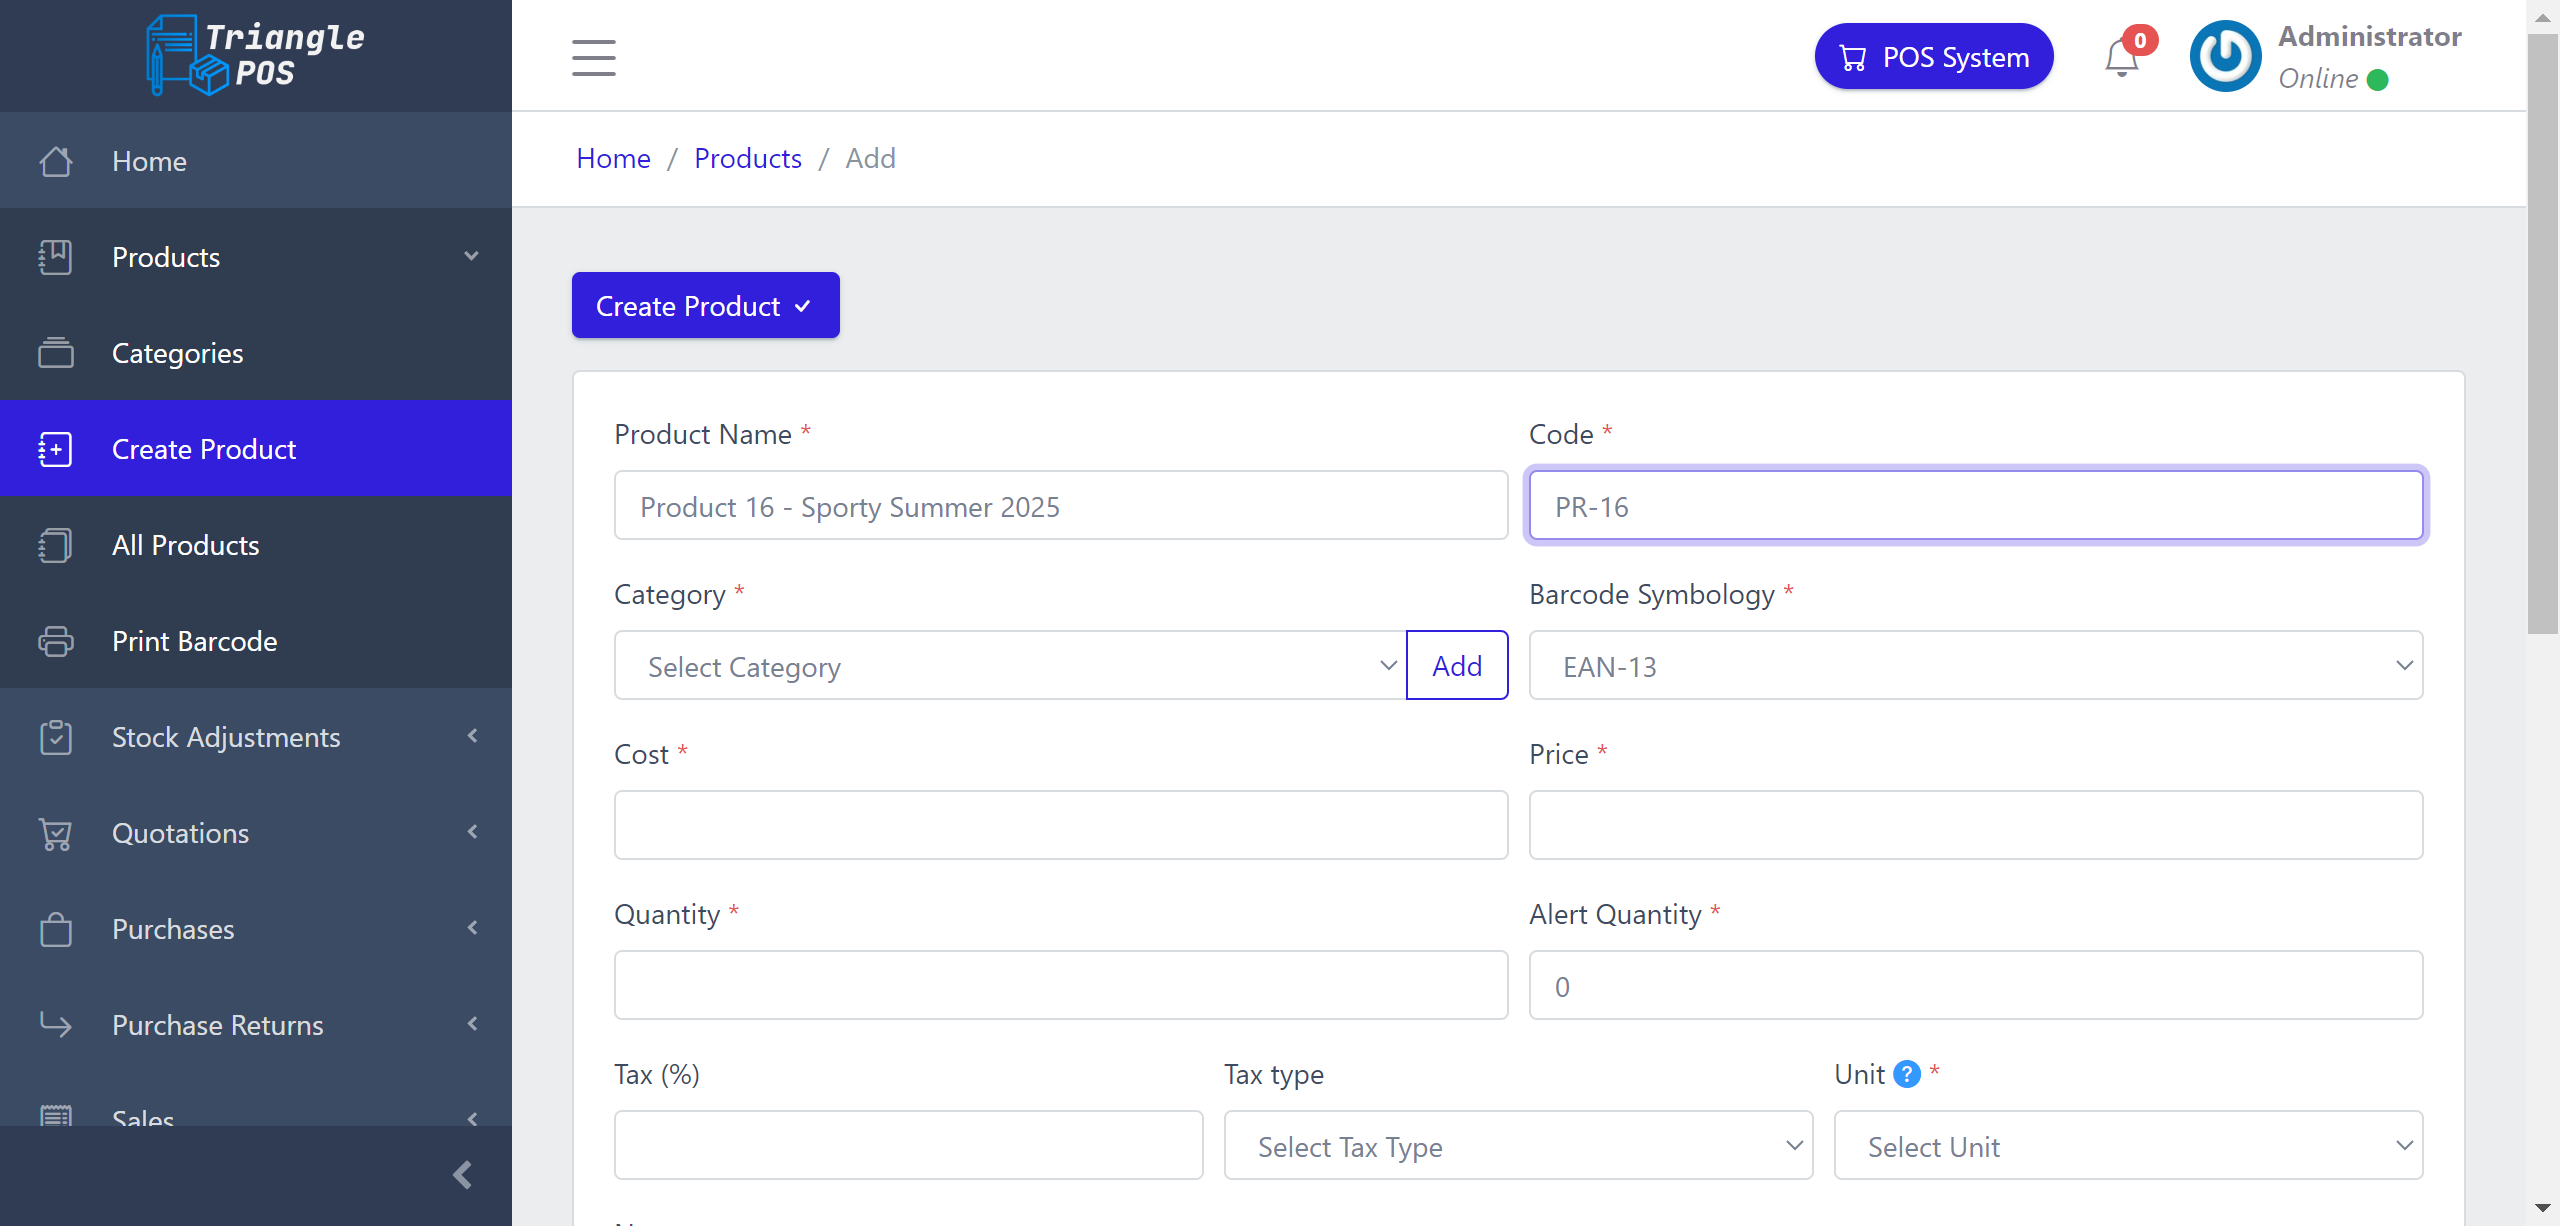 Triangle
POS
POS System
0
Administrator
Online
Home
Products
Categories
Create Product
All Products
Print Barcode
Stock Adjustments
Quotations
Purchases
Purchase Returns
Sales
Home / Products / Add
Create Product
Product Name *
Code *
Product 16 - Sporty Summer 2025
PR-16
Category *
Barcode Symbology *
Select Category
Add
EAN-13
Cost *
Price *
Quantity *
Alert Quantity *
0
Tax (%)
Tax type
Unit ? *
Select Tax Type
Select Unit